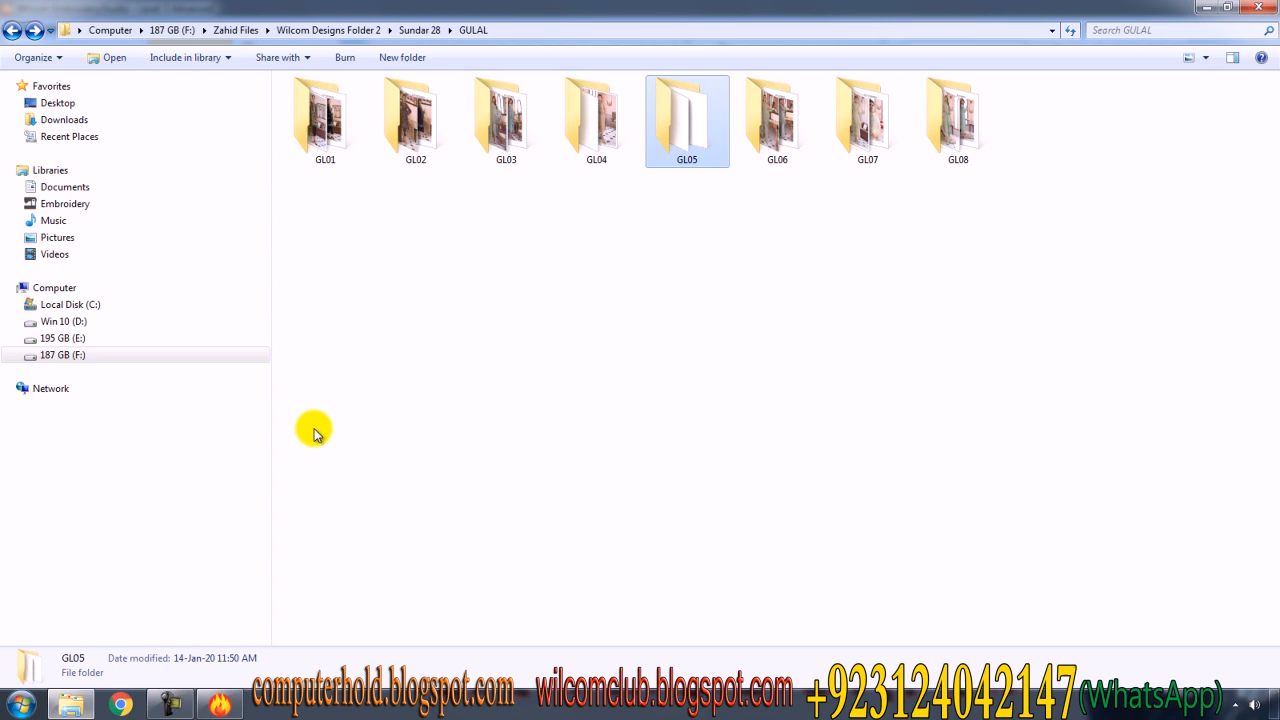 Computer ▸ 187 GB (F:) ▸ Zahid Files ▸ Wilcom Designs Folder 2 ▸ Sundar 28 ▸ GULAL
Search GULAL
Organize Open Include in library Share with Burn New folder
Favorites
Desktop
Downloads
Recent Places
Libraries
Documents
Embroidery
Music
Pictures
Videos
Computer
Local Disk (C:)
Win 10 (D:)
195 GB (E:)
187 GB (F:)
Network
GL01 GL02 GL03 GL04 GL05 GL06 GL07 GL08
GL05 Date modified: 14-Jan-20 11:50 AM
File folder
computerhold.blogspot.com wilcomclub.blogspot.com +923124042147 (WhatsApp)